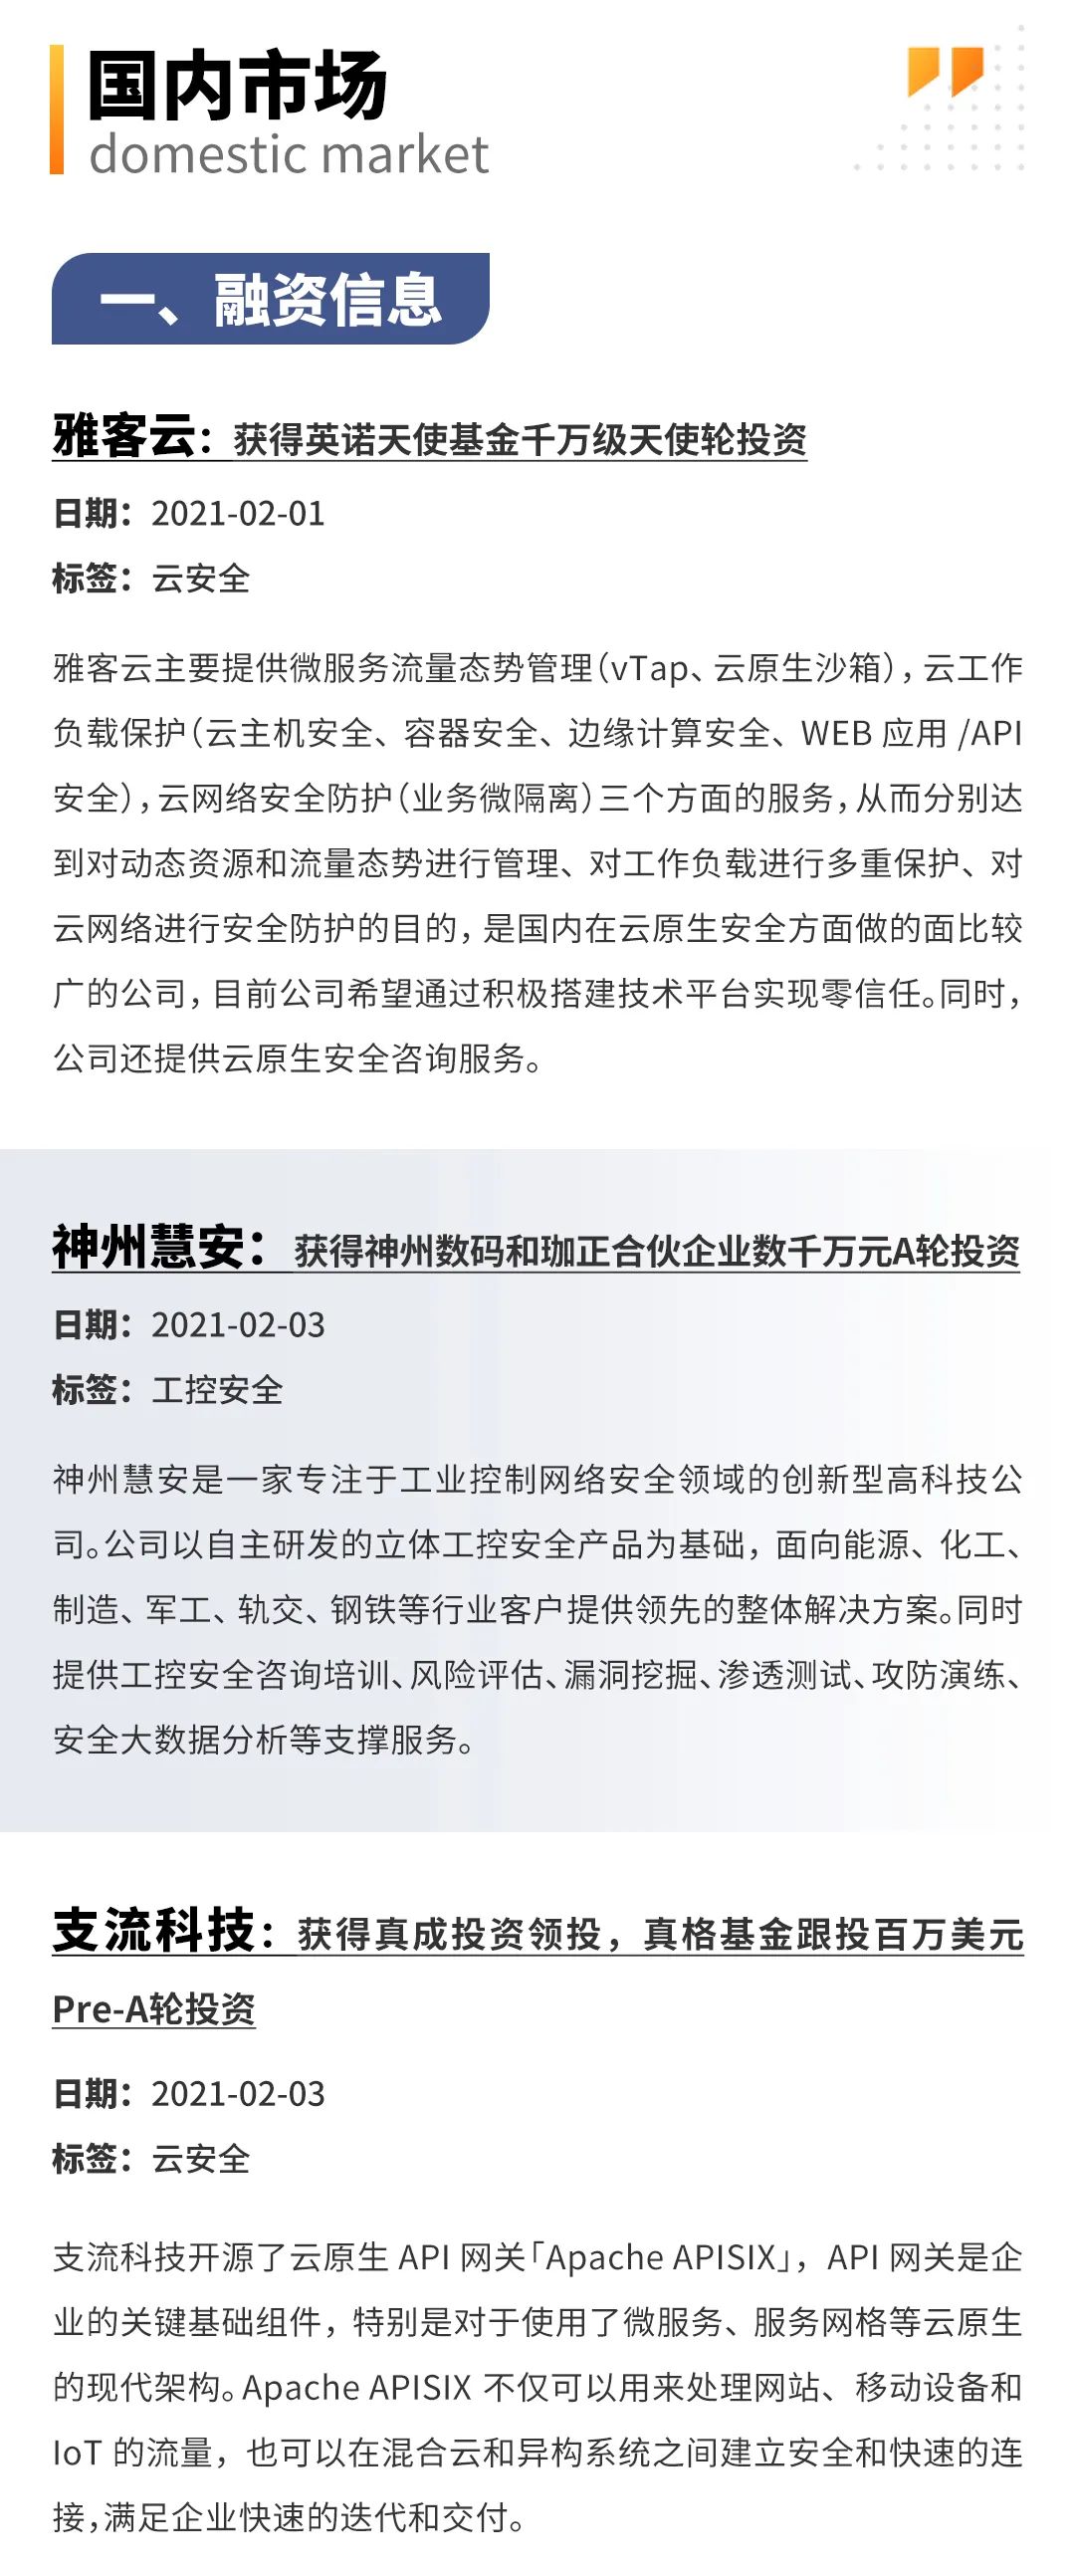 国内市场
domestic market
一、融资信息
雅客云：获得英诺天使基金千万级天使轮投资
日期：2021-02-01
标签：云安全
雅客云主要提供微服务流量态势管理（vTap、云原生沙箱），云工作
负载保护（云主机安全、容器安全、边缘计算安全、WEB 应用 /API
安全），云网络安全防护（业务微隔离）三个方面的服务，从而分别达
到对动态资源和流量态势进行管理、对工作负载进行多重保护、对
云网络进行安全防护的目的，是国内在云原生安全方面做的面比较
广的公司，目前公司希望通过积极搭建技术平台实现零信任。同时，
公司还提供云原生安全咨询服务。
神州慧安：获得神州数码和珈正合伙企业数千万元A轮投资
日期：2021-02-03
标签：工控安全
神州慧安是一家专注于工业控制网络安全领域的创新型高科技公
司。公司以自主研发的立体工控安全产品为基础，面向能源、化工、
制造、军工、轨交、钢铁等行业客户提供领先的整体解决方案。同时
提供工控安全咨询培训、风险评估、漏洞挖掘、渗透测试、攻防演练、
安全大数据分析等支撑服务。
支流科技：获得真成投资领投，真格基金跟投百万美元
Pre-A轮投资
日期：2021-02-03
标签：云安全
支流科技开源了云原生 API 网关「Apache APISIX」，API 网关是企
业的关键基础组件，特别是对于使用了微服务、服务网格等云原生
的现代架构。Apache APISIX 不仅可以用来处理网站、移动设备和
IoT 的流量，也可以在混合云和异构系统之间建立安全和快速的连
接，满足企业快速的迭代和交付。